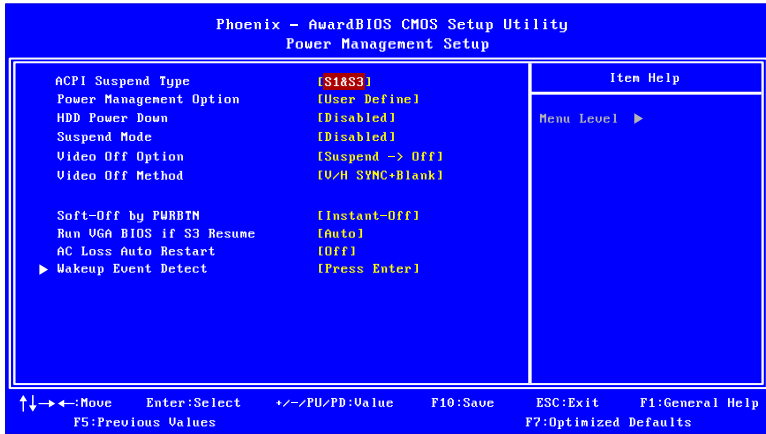 Phoenix – AwardBIOS CMOS Setup Utility
Power Management Setup
ACPI Suspend Type [S1&S3]
Power Management Option [User Define]
HDD Power Down [Disabled]
Suspend Mode [Disabled]
Video Off Option [Suspend -> Off]
Video Off Method [V/H SYNC+Blank]
Soft-Off by PWRBTN [Instant-Off]
Run VGA BIOS if S3 Resume [Auto]
AC Loss Auto Restart [Off]
▶ Wakeup Event Detect [Press Enter]
Item Help
Menu Level ▶
↑↓→←:Move Enter:Select +/-/PU/PD:Value F10:Save ESC:Exit F1:General Help
F5:Previous Values F7:Optimized Defaults